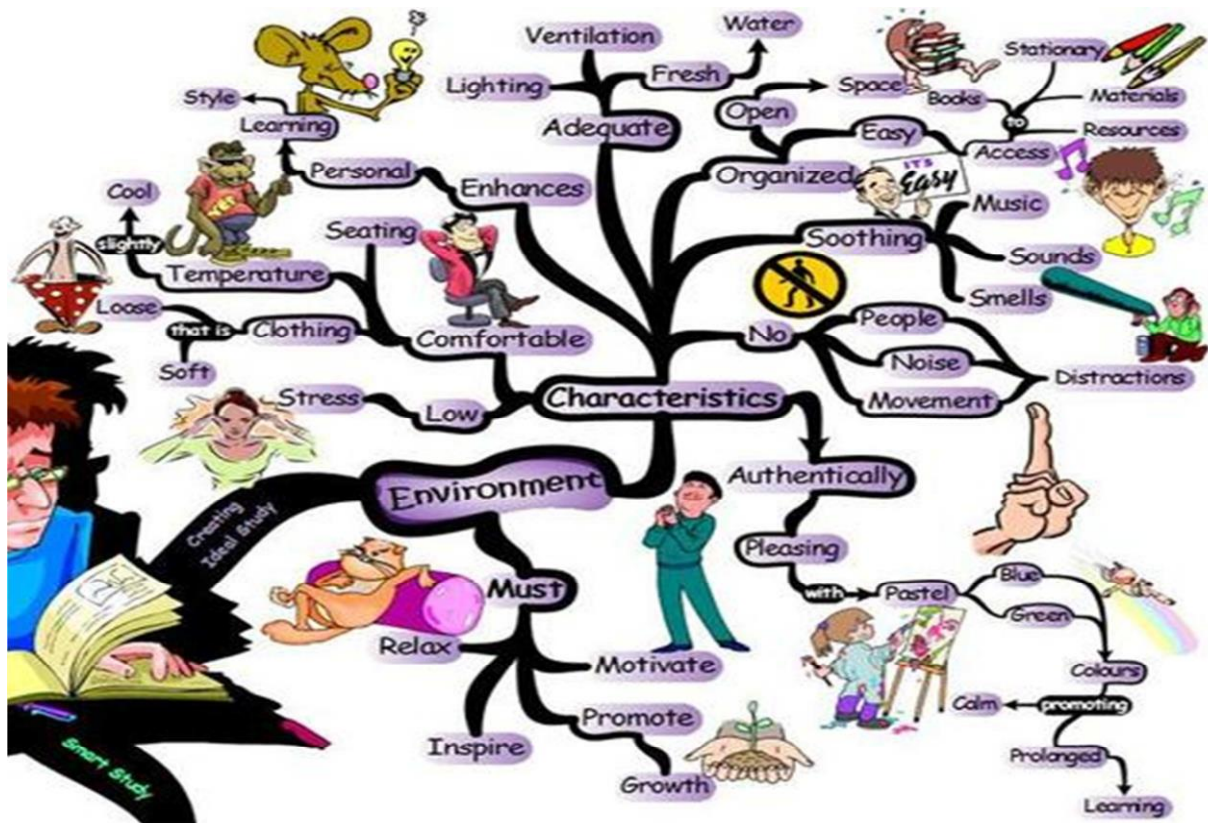 Creating
Ideal Study
Smart Study
Environment
Must
Relax
Inspire
Motivate
Promote
Growth
Characteristics
Low
Stress
Comfortable
Clothing
that is
Loose
Soft
Temperature
slightly
Cool
Seating
Enhances
Personal
Learning
Style
Adequate
Lighting
Ventilation
Fresh
Water
Organized
Open
Space
Easy
Access
to
Books
Stationary
Materials
Resources
IT'S
Easy
Soothing
Music
Sounds
Smells
No
People
Noise
Movement
Distractions
Authentically
Pleasing
with
Pastel
Blue
Green
Colours
promoting
Calm
Prolanged
Learning